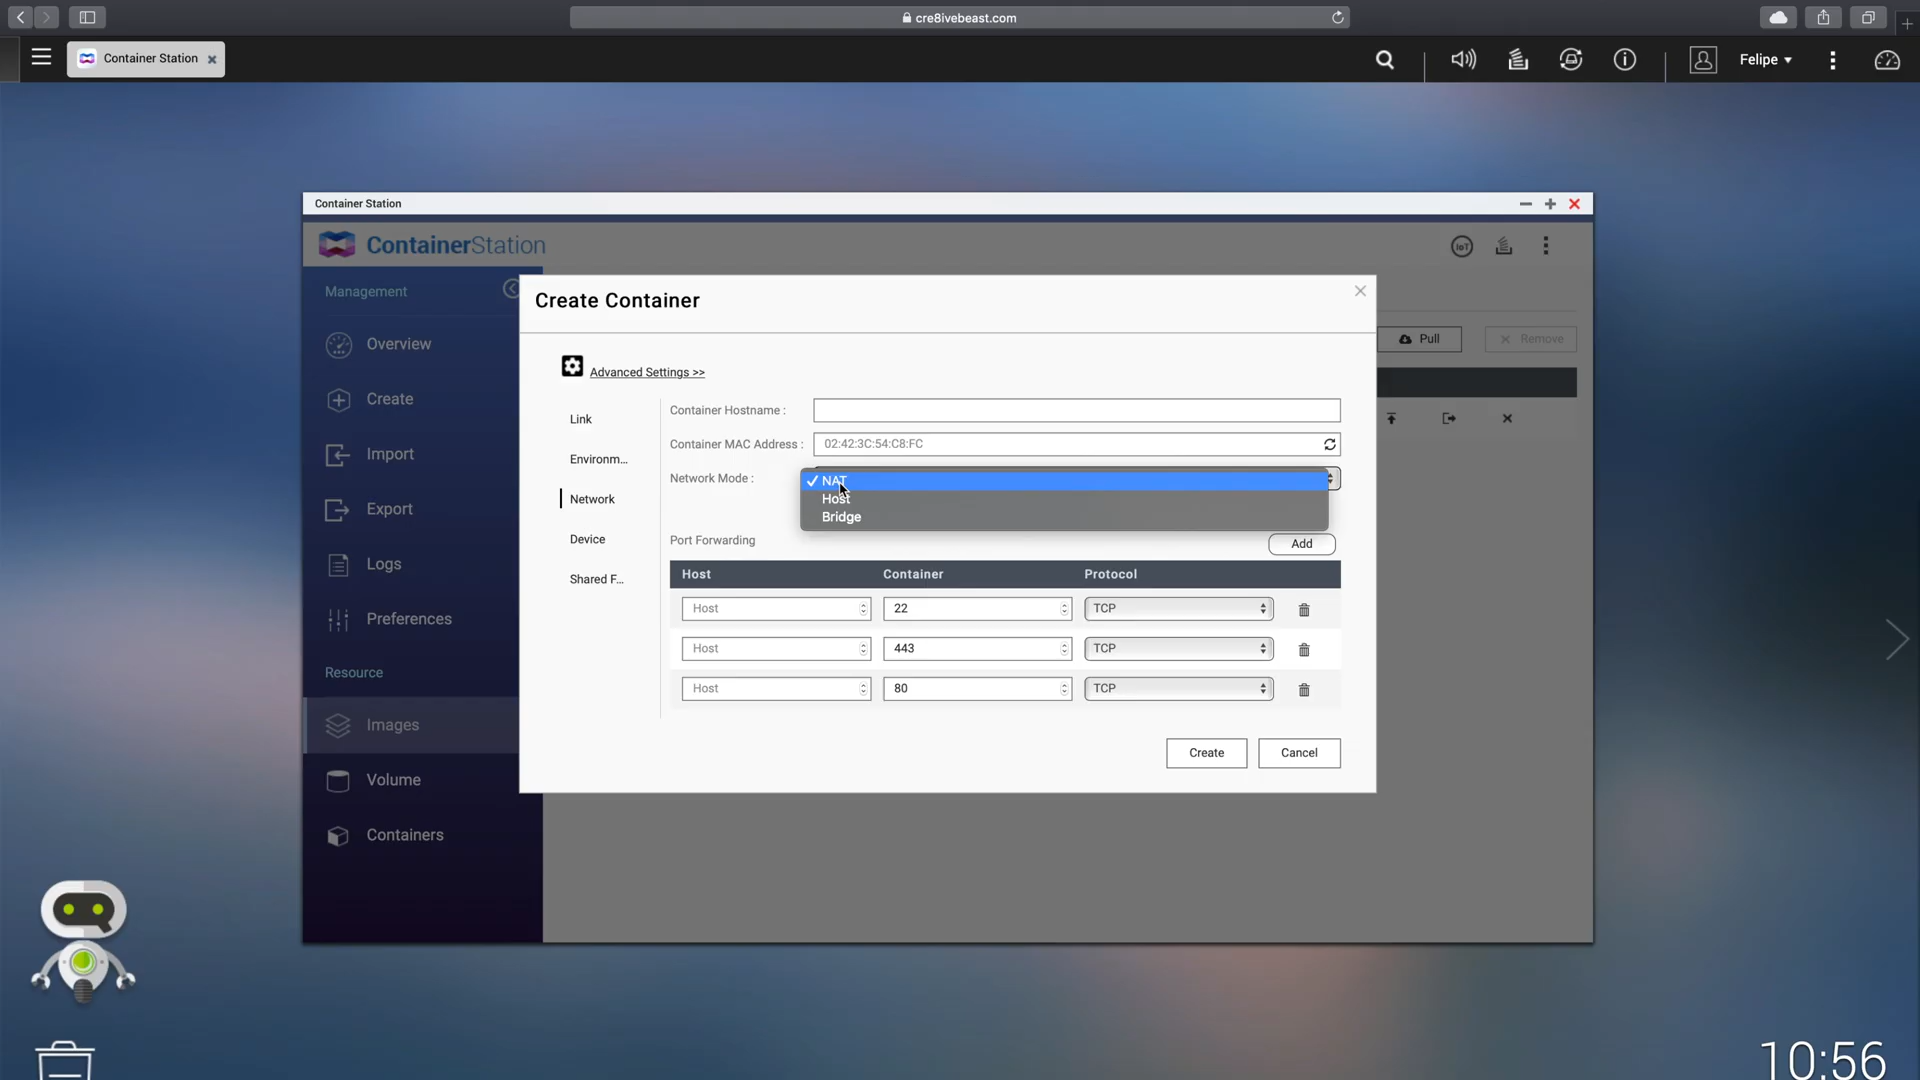 cre8ivebeast.com
Container Station
Felipe
Container Station
ContainerStation
IoT
Management
Overview
Create
Import
Export
Logs
Preferences
Resource
Images
Volume
Containers
Pull
Remove
Create Container
Advanced Settings >>
Link
Environm...
Network
Device
Shared F...
Container Hostname :
Container MAC Address : 02:42:3C:54:C8:FC
Network Mode :
✓ NAT
Host
Bridge
Port Forwarding Add
Host Container Protocol
Host 22 TCP
Host 443 TCP
Host 80 TCP
Create Cancel
10:56